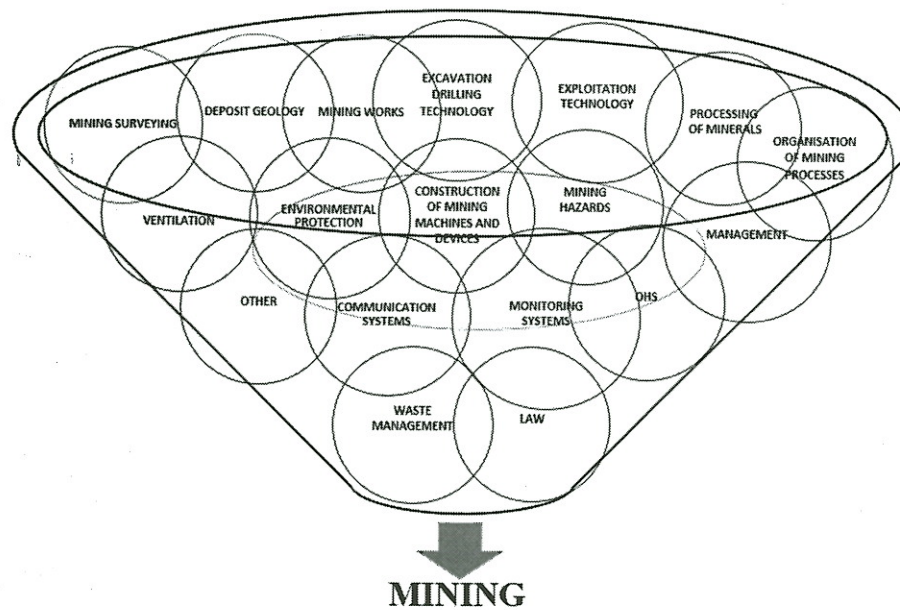 MINING SURVEYING
DEPOSIT GEOLOGY
MINING WORKS
EXCAVATION
DRILLING
TECHNOLOGY
EXPLOITATION
TECHNOLOGY
PROCESSING
OF MINERALS
ORGANISATION
OF MINING
PROCESSES
VENTILATION
ENVIRONMENTAL
PROTECTION
CONSTRUCTION
OF MINING
MACHINES AND
DEVICES
MINING
HAZARDS
MANAGEMENT
OTHER
COMMUNICATION
SYSTEMS
MONITORING
SYSTEMS
OHS
WASTE
MANAGEMENT
LAW
MINING